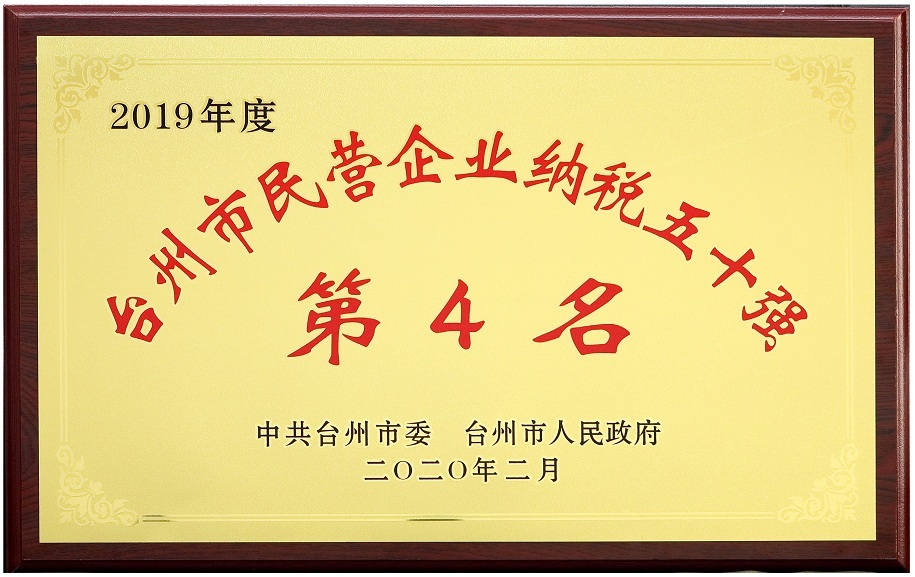 2019年度
台州市民营企业纳税五十强
第4名
中共台州市委 台州市人民政府
二〇二〇年二月